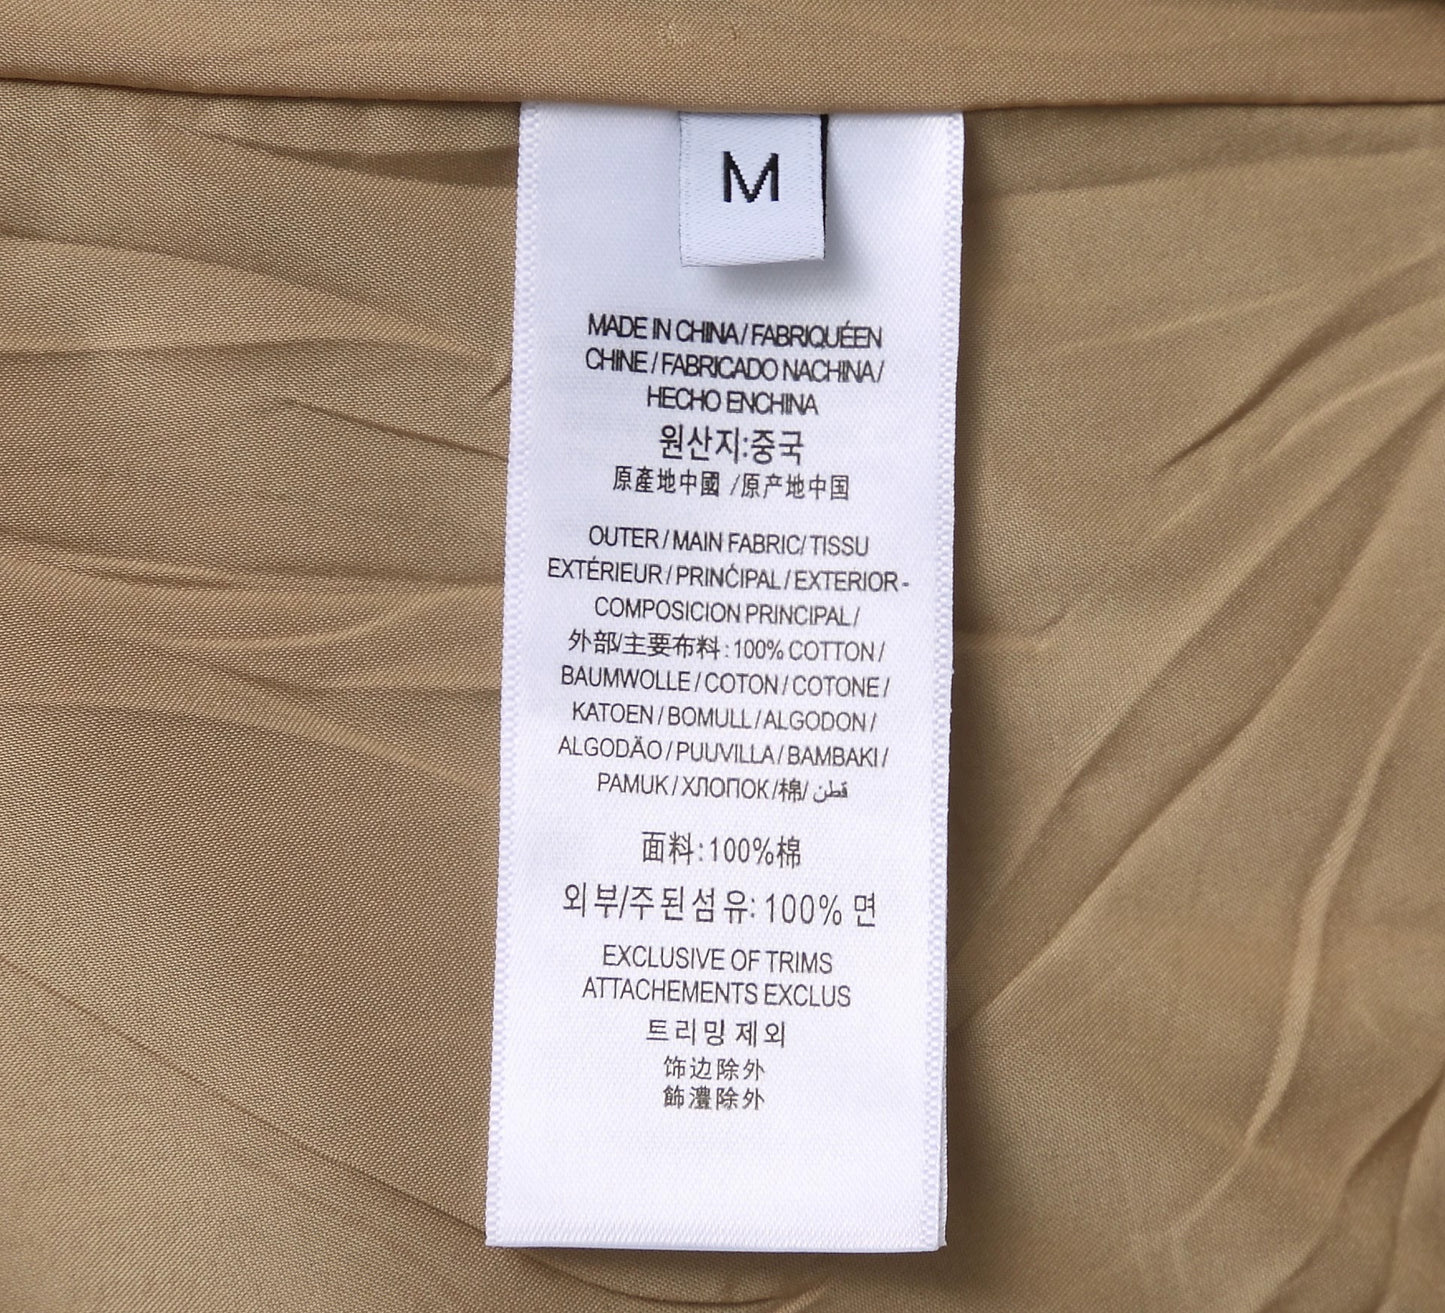 M
MADE IN CHINA/FABRIQUÉEN
CHINE/FABRICADO NACHINA/
HECHO ENCHINA
원산지:중국
原產地中國 /原产地中国
OUTER/MAIN FABRIC/TISSU
EXTÉRIEUR/PRINĆIPAL/EXTERIOR-
COMPOSICION PRINCIPAL/
外部/主要布料:100% COTTON/
BAUMWOLLE/COTON/COTONE/
KATOEN/BOMULL/ALGODON/
ALGODÃO/PUUVILLA/BAMBAKI/
PAMUK/ХЛОПОК/棉/ قطن
面料:100%棉
외부/주된섬유:100% 면
EXCLUSIVE OF TRIMS
ATTACHEMENTS EXCLUS
트리밍 제외
饰边除外
飾灃除外